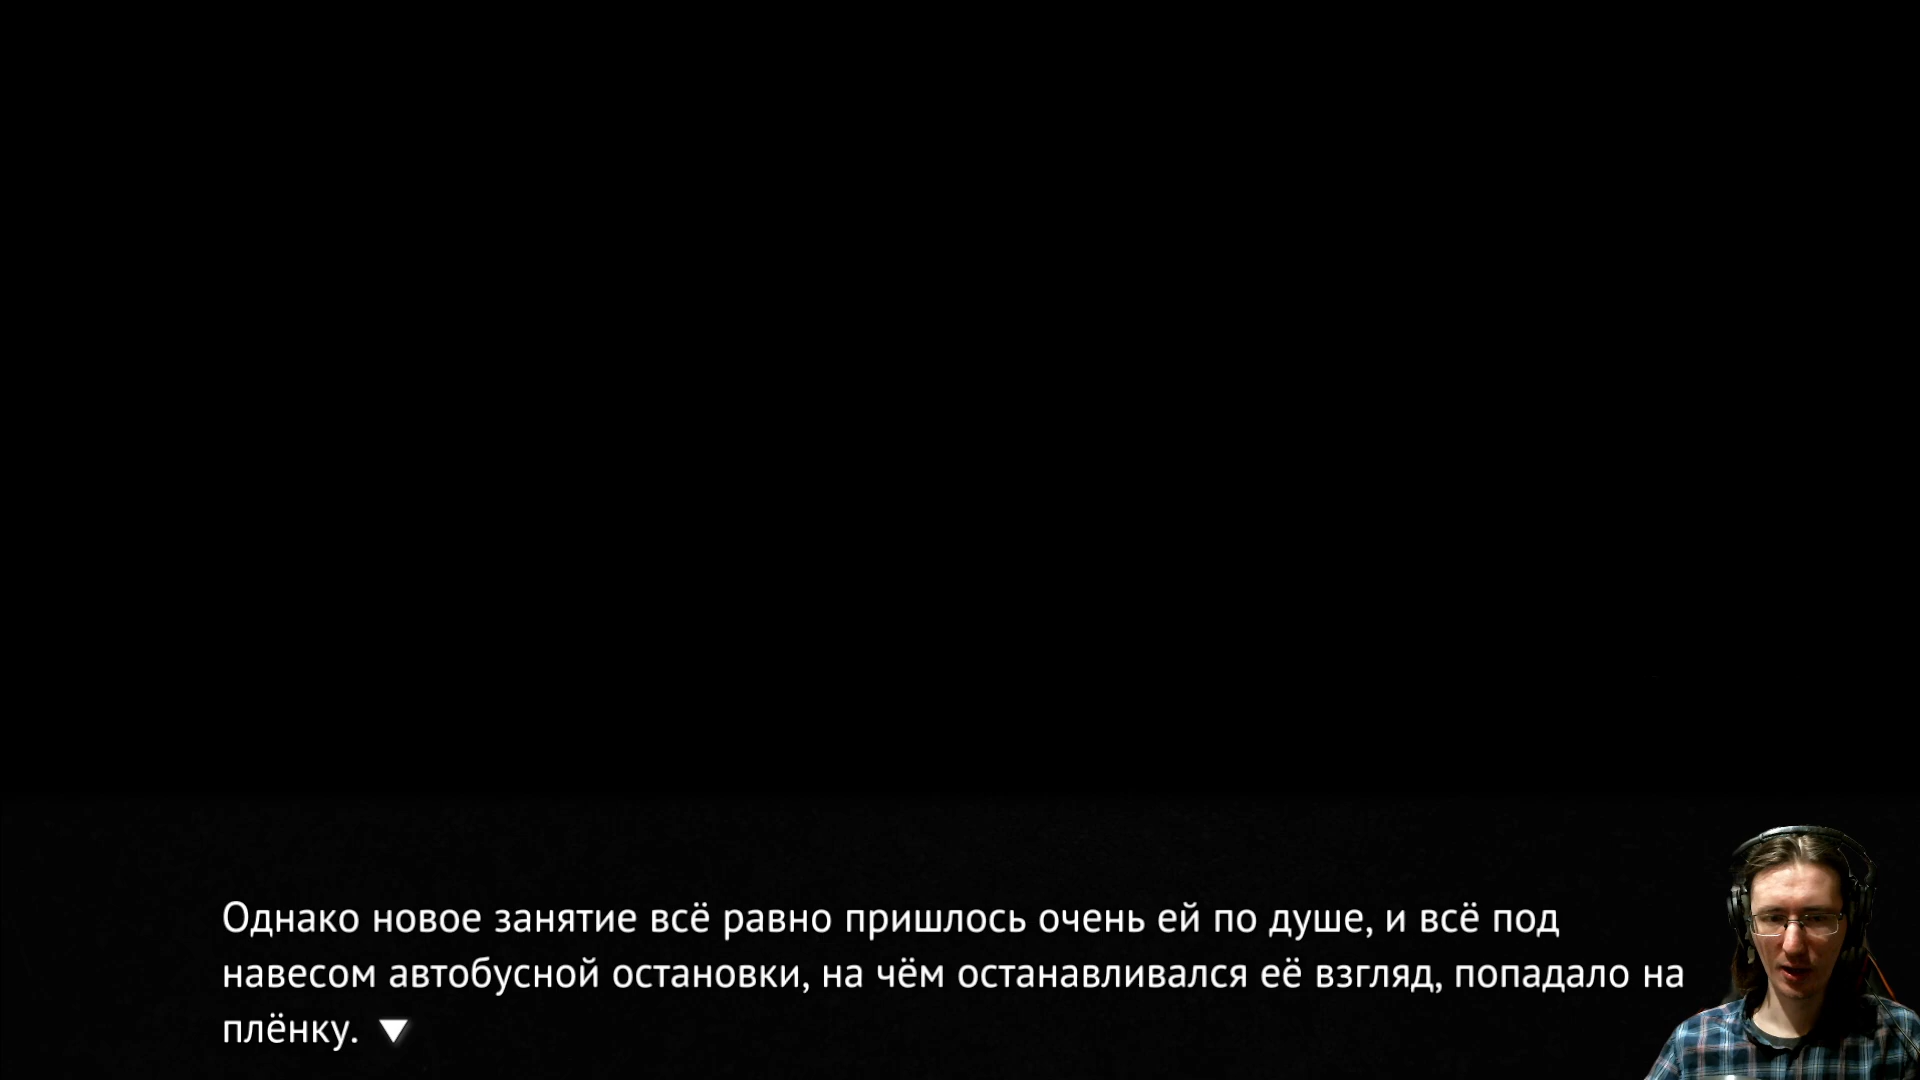 Однако новое занятие всё равно пришлось очень ей по душе, и всё под
навесом автобусной остановки, на чём останавливался её взгляд, попадало на
плёнку.